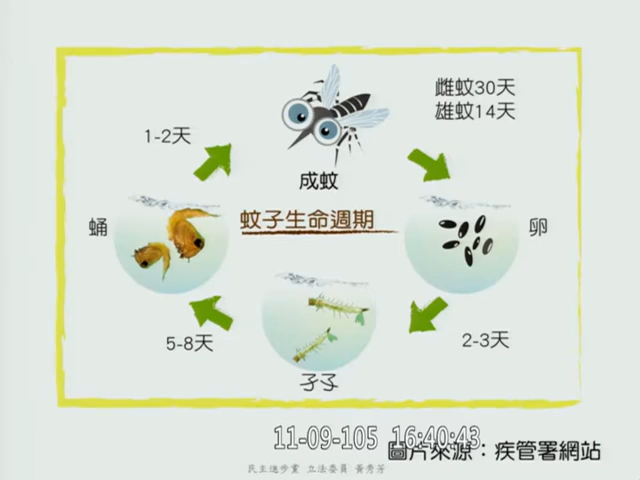 雌蚊30天
雄蚊14天
1-2天
成蚊
蚊子生命週期
蛹
卵
5-8天
2-3天
孑孓
11-09-105 16:40:43
圖片來源：疾管署網站
民主進步黨 立法委員 黃秀芳